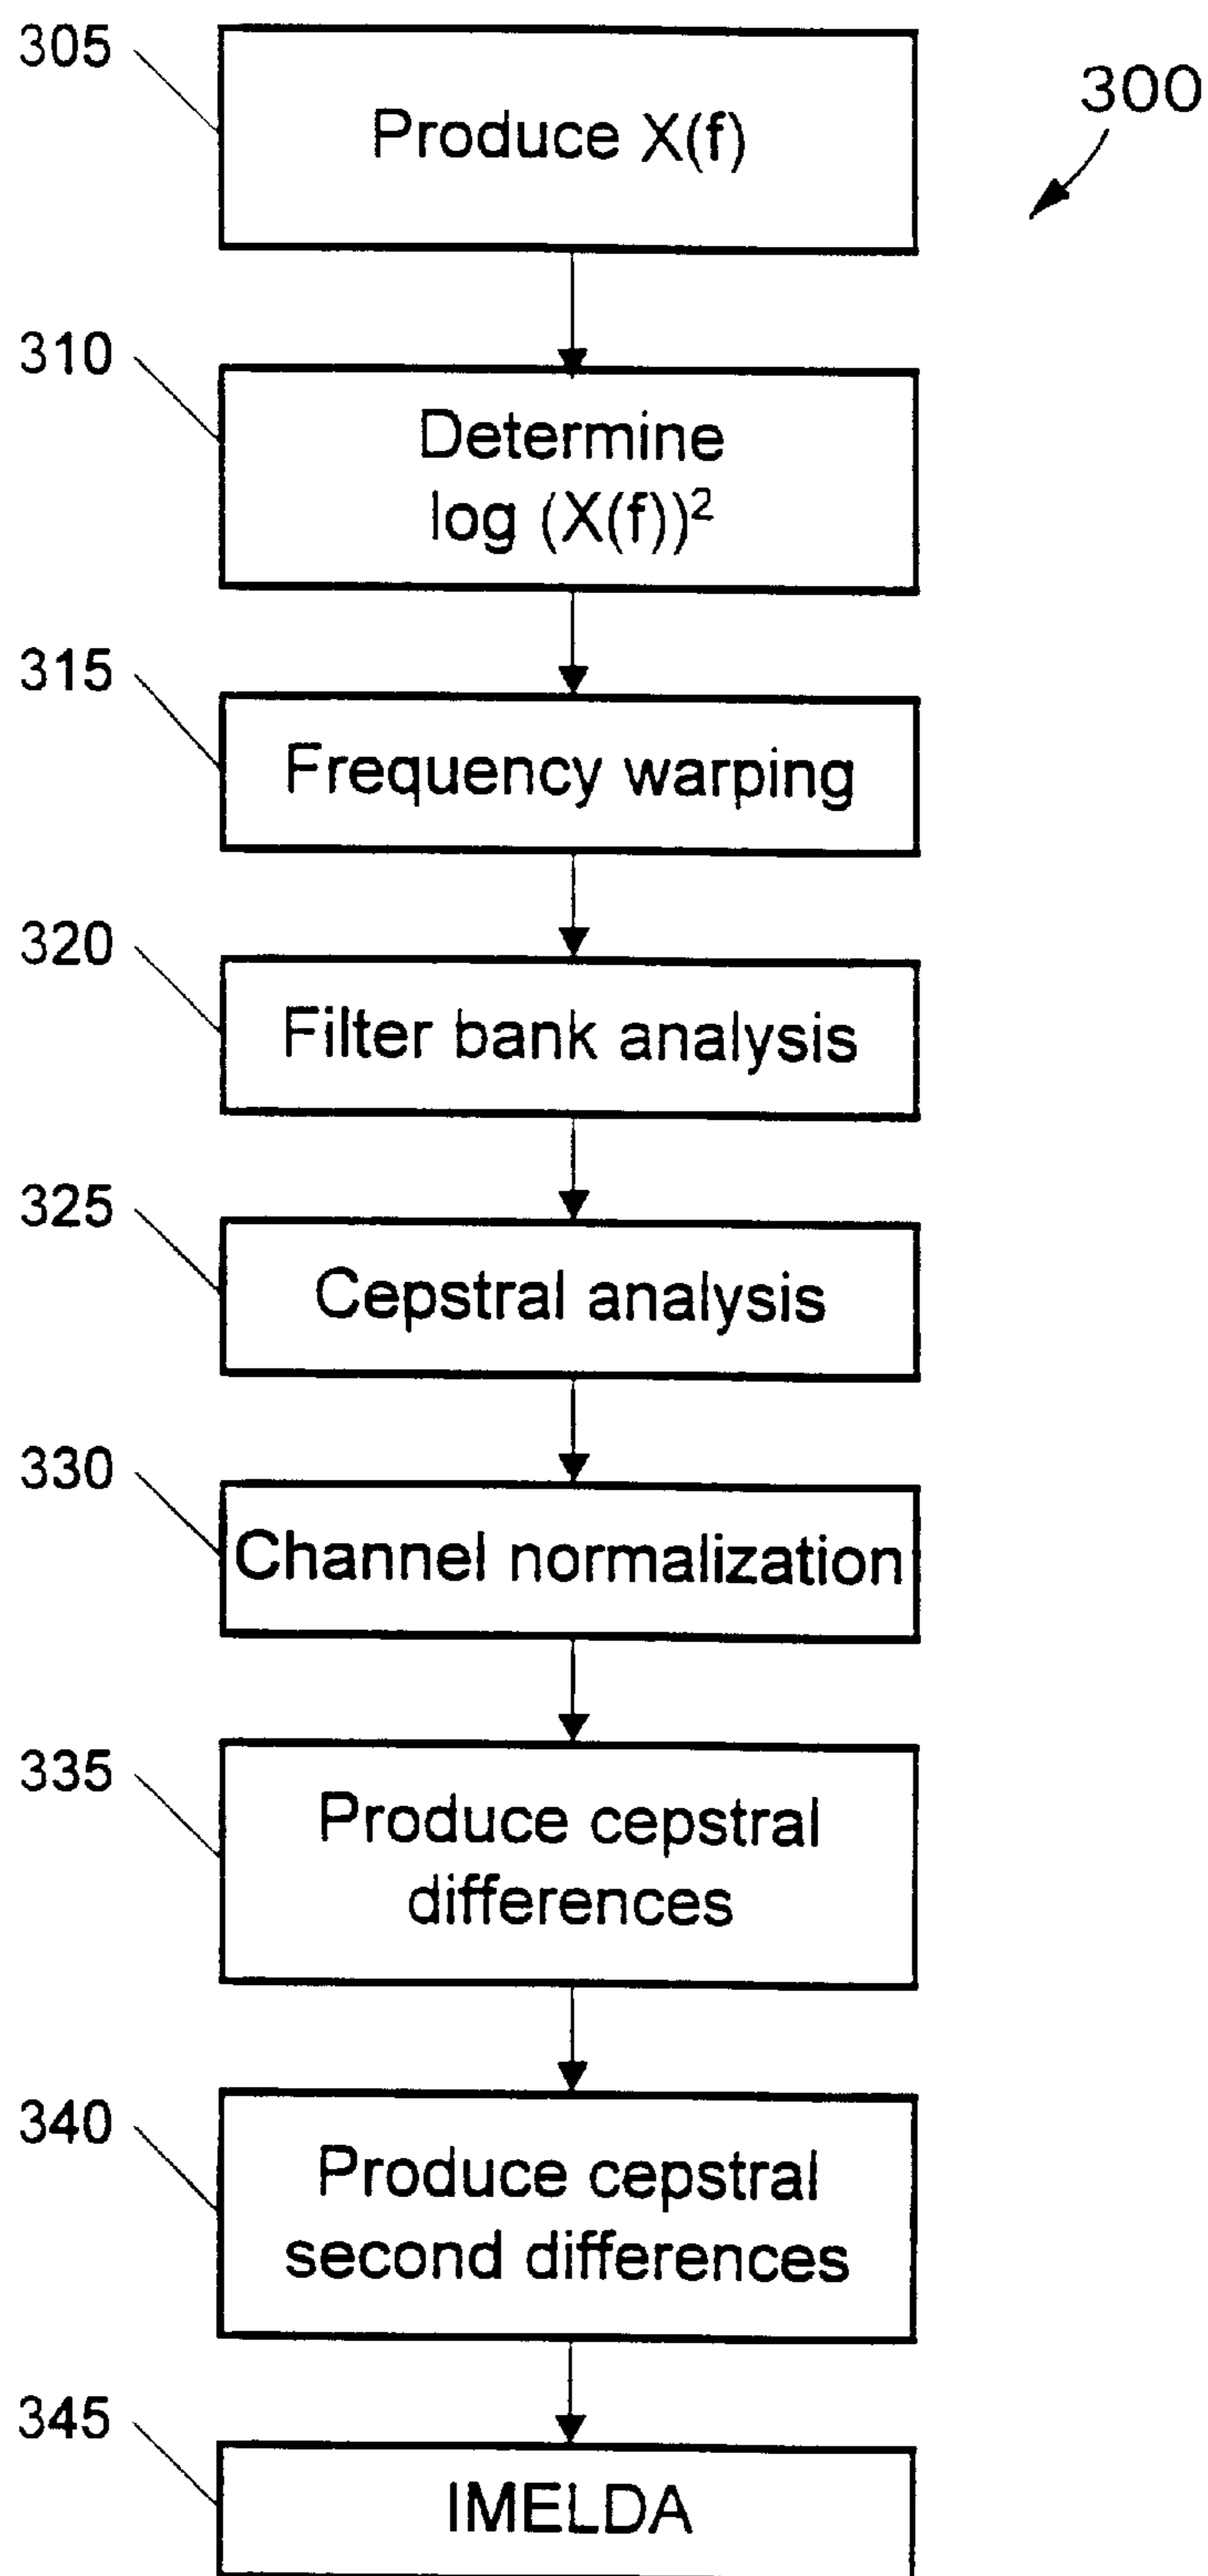 305
Produce X(f)
300
310
Determine
log (X(f))²
315
Frequency warping
320
Filter bank analysis
325
Cepstral analysis
330
Channel normalization
335
Produce cepstral
differences
340
Produce cepstral
second differences
345
IMELDA